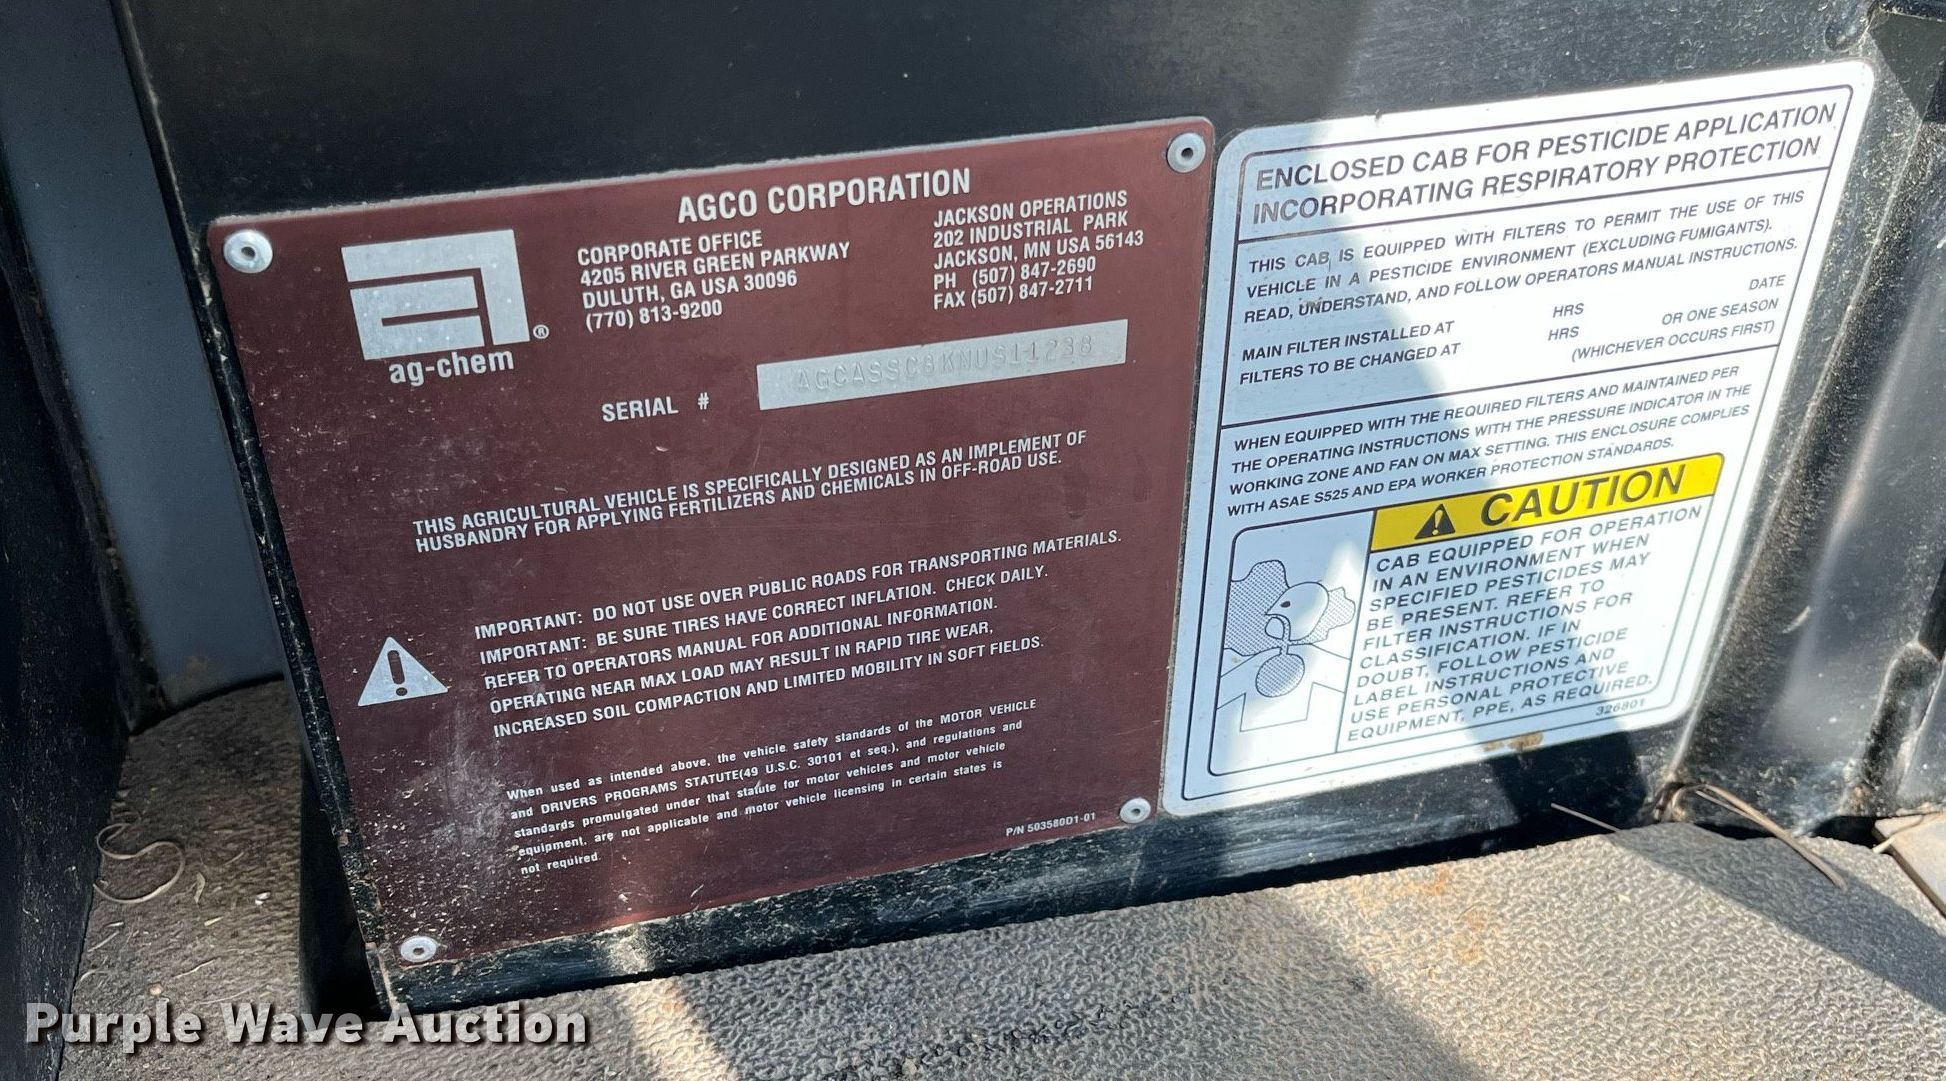 AGCO CORPORATION
ag-chem®
CORPORATE OFFICE
4205 RIVER GREEN PARKWAY
DULUTH, GA USA 30096
(770) 813-9200
JACKSON OPERATIONS
202 INDUSTRIAL PARK
JACKSON, MN USA 56143
PH (507) 847-2690
FAX (507) 847-2711
SERIAL # AGCASSC8KNUS11238
THIS AGRICULTURAL VEHICLE IS SPECIFICALLY DESIGNED AS AN IMPLEMENT OF
HUSBANDRY FOR APPLYING FERTILIZERS AND CHEMICALS IN OFF-ROAD USE.
IMPORTANT: DO NOT USE OVER PUBLIC ROADS FOR TRANSPORTING MATERIALS.
IMPORTANT: BE SURE TIRES HAVE CORRECT INFLATION. CHECK DAILY.
REFER TO OPERATORS MANUAL FOR ADDITIONAL INFORMATION.
OPERATING NEAR MAX LOAD MAY RESULT IN RAPID TIRE WEAR,
INCREASED SOIL COMPACTION AND LIMITED MOBILITY IN SOFT FIELDS.
When used as intended above, the vehicle safety standards of the MOTOR VEHICLE
and DRIVERS PROGRAMS STATUTE(49 U.S.C. 30101 et seq.), and regulations and
standards promulgated under that statute for motor vehicles and motor vehicle
equipment, are not applicable and motor vehicle licensing in certain states is
not required.
P/N 503580D1-01
ENCLOSED CAB FOR PESTICIDE APPLICATION
INCORPORATING RESPIRATORY PROTECTION
THIS CAB IS EQUIPPED WITH FILTERS TO PERMIT THE USE OF THIS
VEHICLE IN A PESTICIDE ENVIRONMENT (EXCLUDING FUMIGANTS).
READ, UNDERSTAND, AND FOLLOW OPERATORS MANUAL INSTRUCTIONS.
MAIN FILTER INSTALLED AT HRS DATE
FILTERS TO BE CHANGED AT HRS OR ONE SEASON
(WHICHEVER OCCURS FIRST)
WHEN EQUIPPED WITH THE REQUIRED FILTERS AND MAINTAINED PER
THE OPERATING INSTRUCTIONS WITH THE PRESSURE INDICATOR IN THE
WORKING ZONE AND FAN ON MAX SETTING. THIS ENCLOSURE COMPLIES
WITH ASAE S525 AND EPA WORKER PROTECTION STANDARDS.
CAUTION
CAB EQUIPPED FOR OPERATION
IN AN ENVIRONMENT WHEN
SPECIFIED PESTICIDES MAY
BE PRESENT. REFER TO
FILTER INSTRUCTIONS FOR
CLASSIFICATION. IF IN
DOUBT, FOLLOW PESTICIDE
LABEL INSTRUCTIONS AND
USE PERSONAL PROTECTIVE
EQUIPMENT, PPE, AS REQUIRED.
326801
Purple Wave Auction